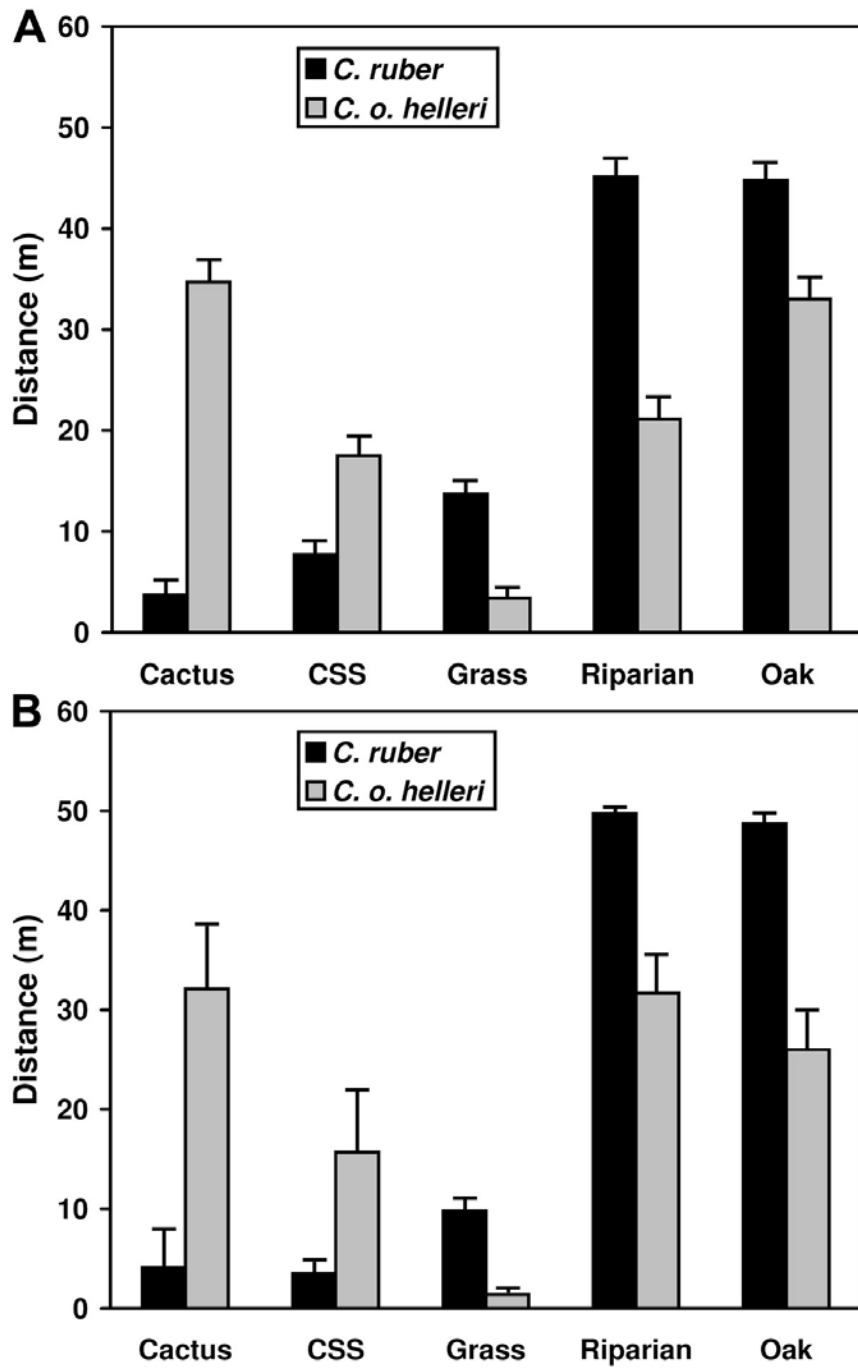 A
60
C. ruber
C. o. helleri
50
40
30
20
10
0
Distance (m)
Cactus CSS Grass Riparian Oak
B
60
C. ruber
C. o. helleri
50
40
30
20
10
0
Distance (m)
Cactus CSS Grass Riparian Oak